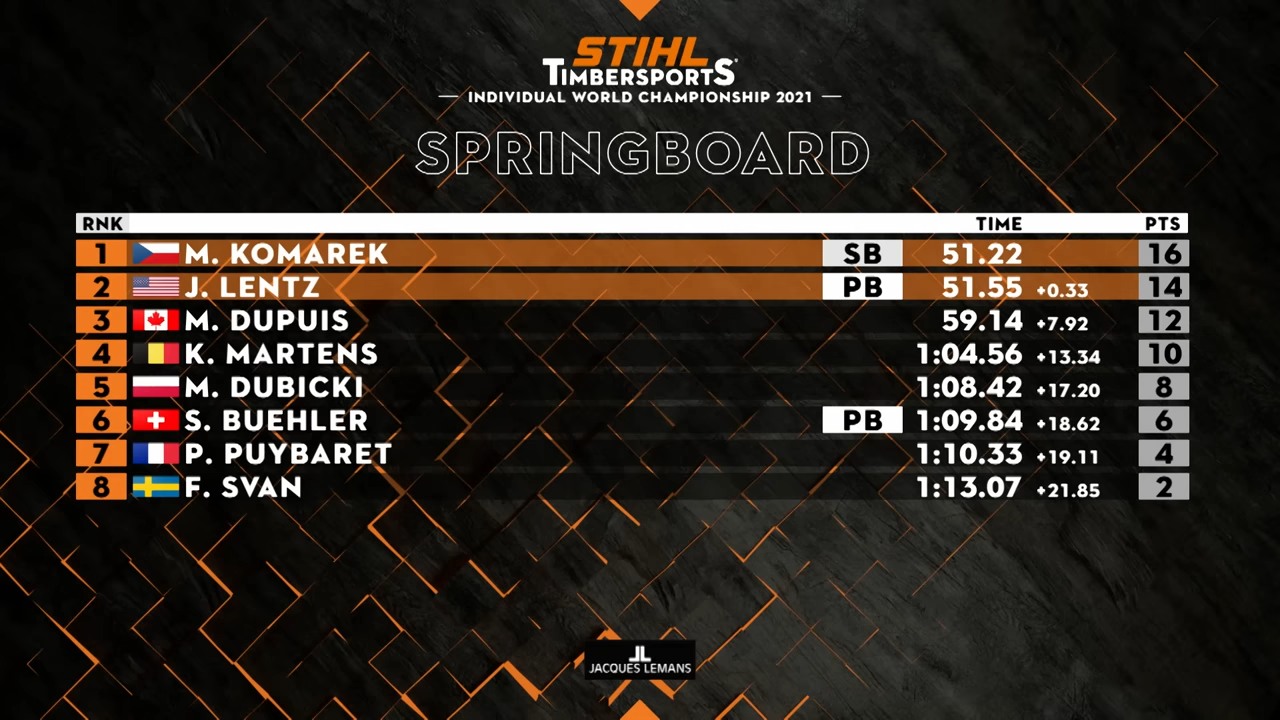 STIHL
TIMBERSPORTS®
INDIVIDUAL WORLD CHAMPIONSHIP 2021
SPRINGBOARD
RNK TIME PTS
1 M. KOMAREK SB 51.22 16
2 J. LENTZ PB 51.55 +0.33 14
3 M. DUPUIS 59.14 +7.92 12
4 K. MARTENS 1:04.56 +13.34 10
5 M. DUBICKI 1:08.42 +17.20 8
6 S. BUEHLER PB 1:09.84 +18.62 6
7 P. PUYBARET 1:10.33 +19.11 4
8 F. SVAN 1:13.07 +21.85 2
JL
JACQUES LEMANS